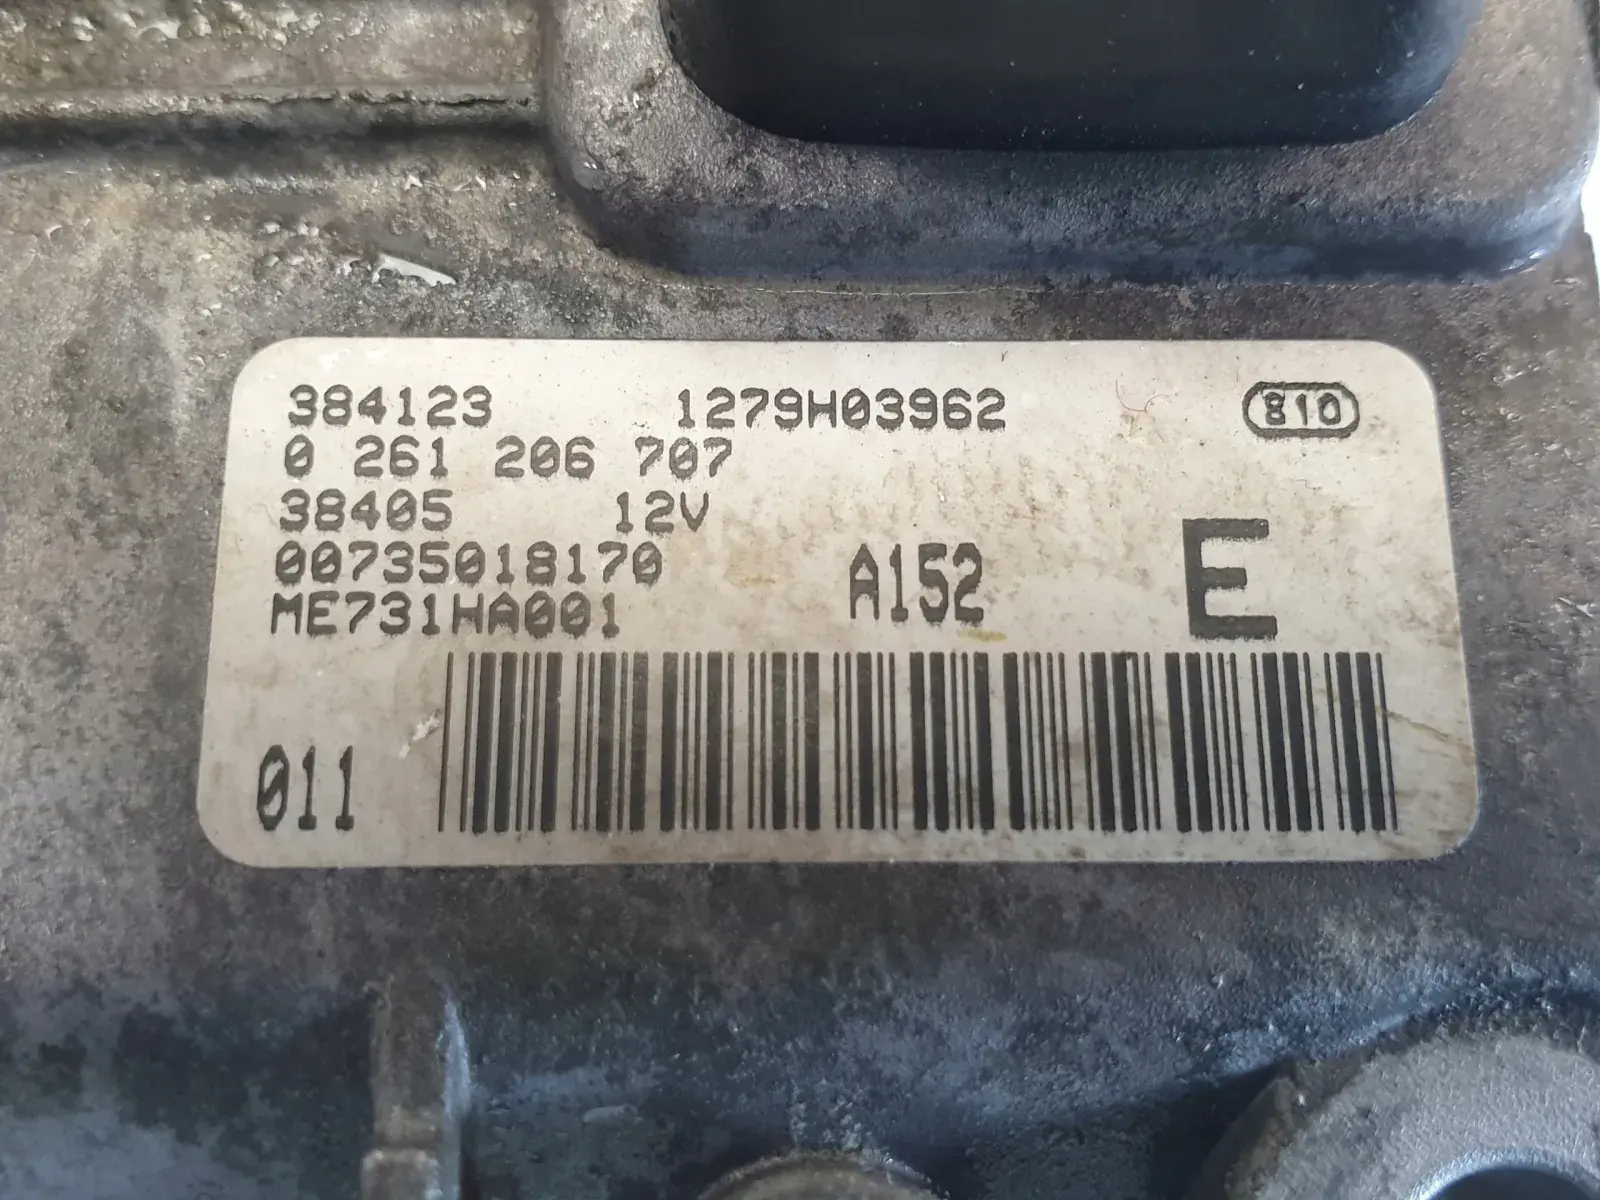 384123 1279H03962 810
0 261 206 707
38405 12V
00735018170
ME731HA001 A152 E
011